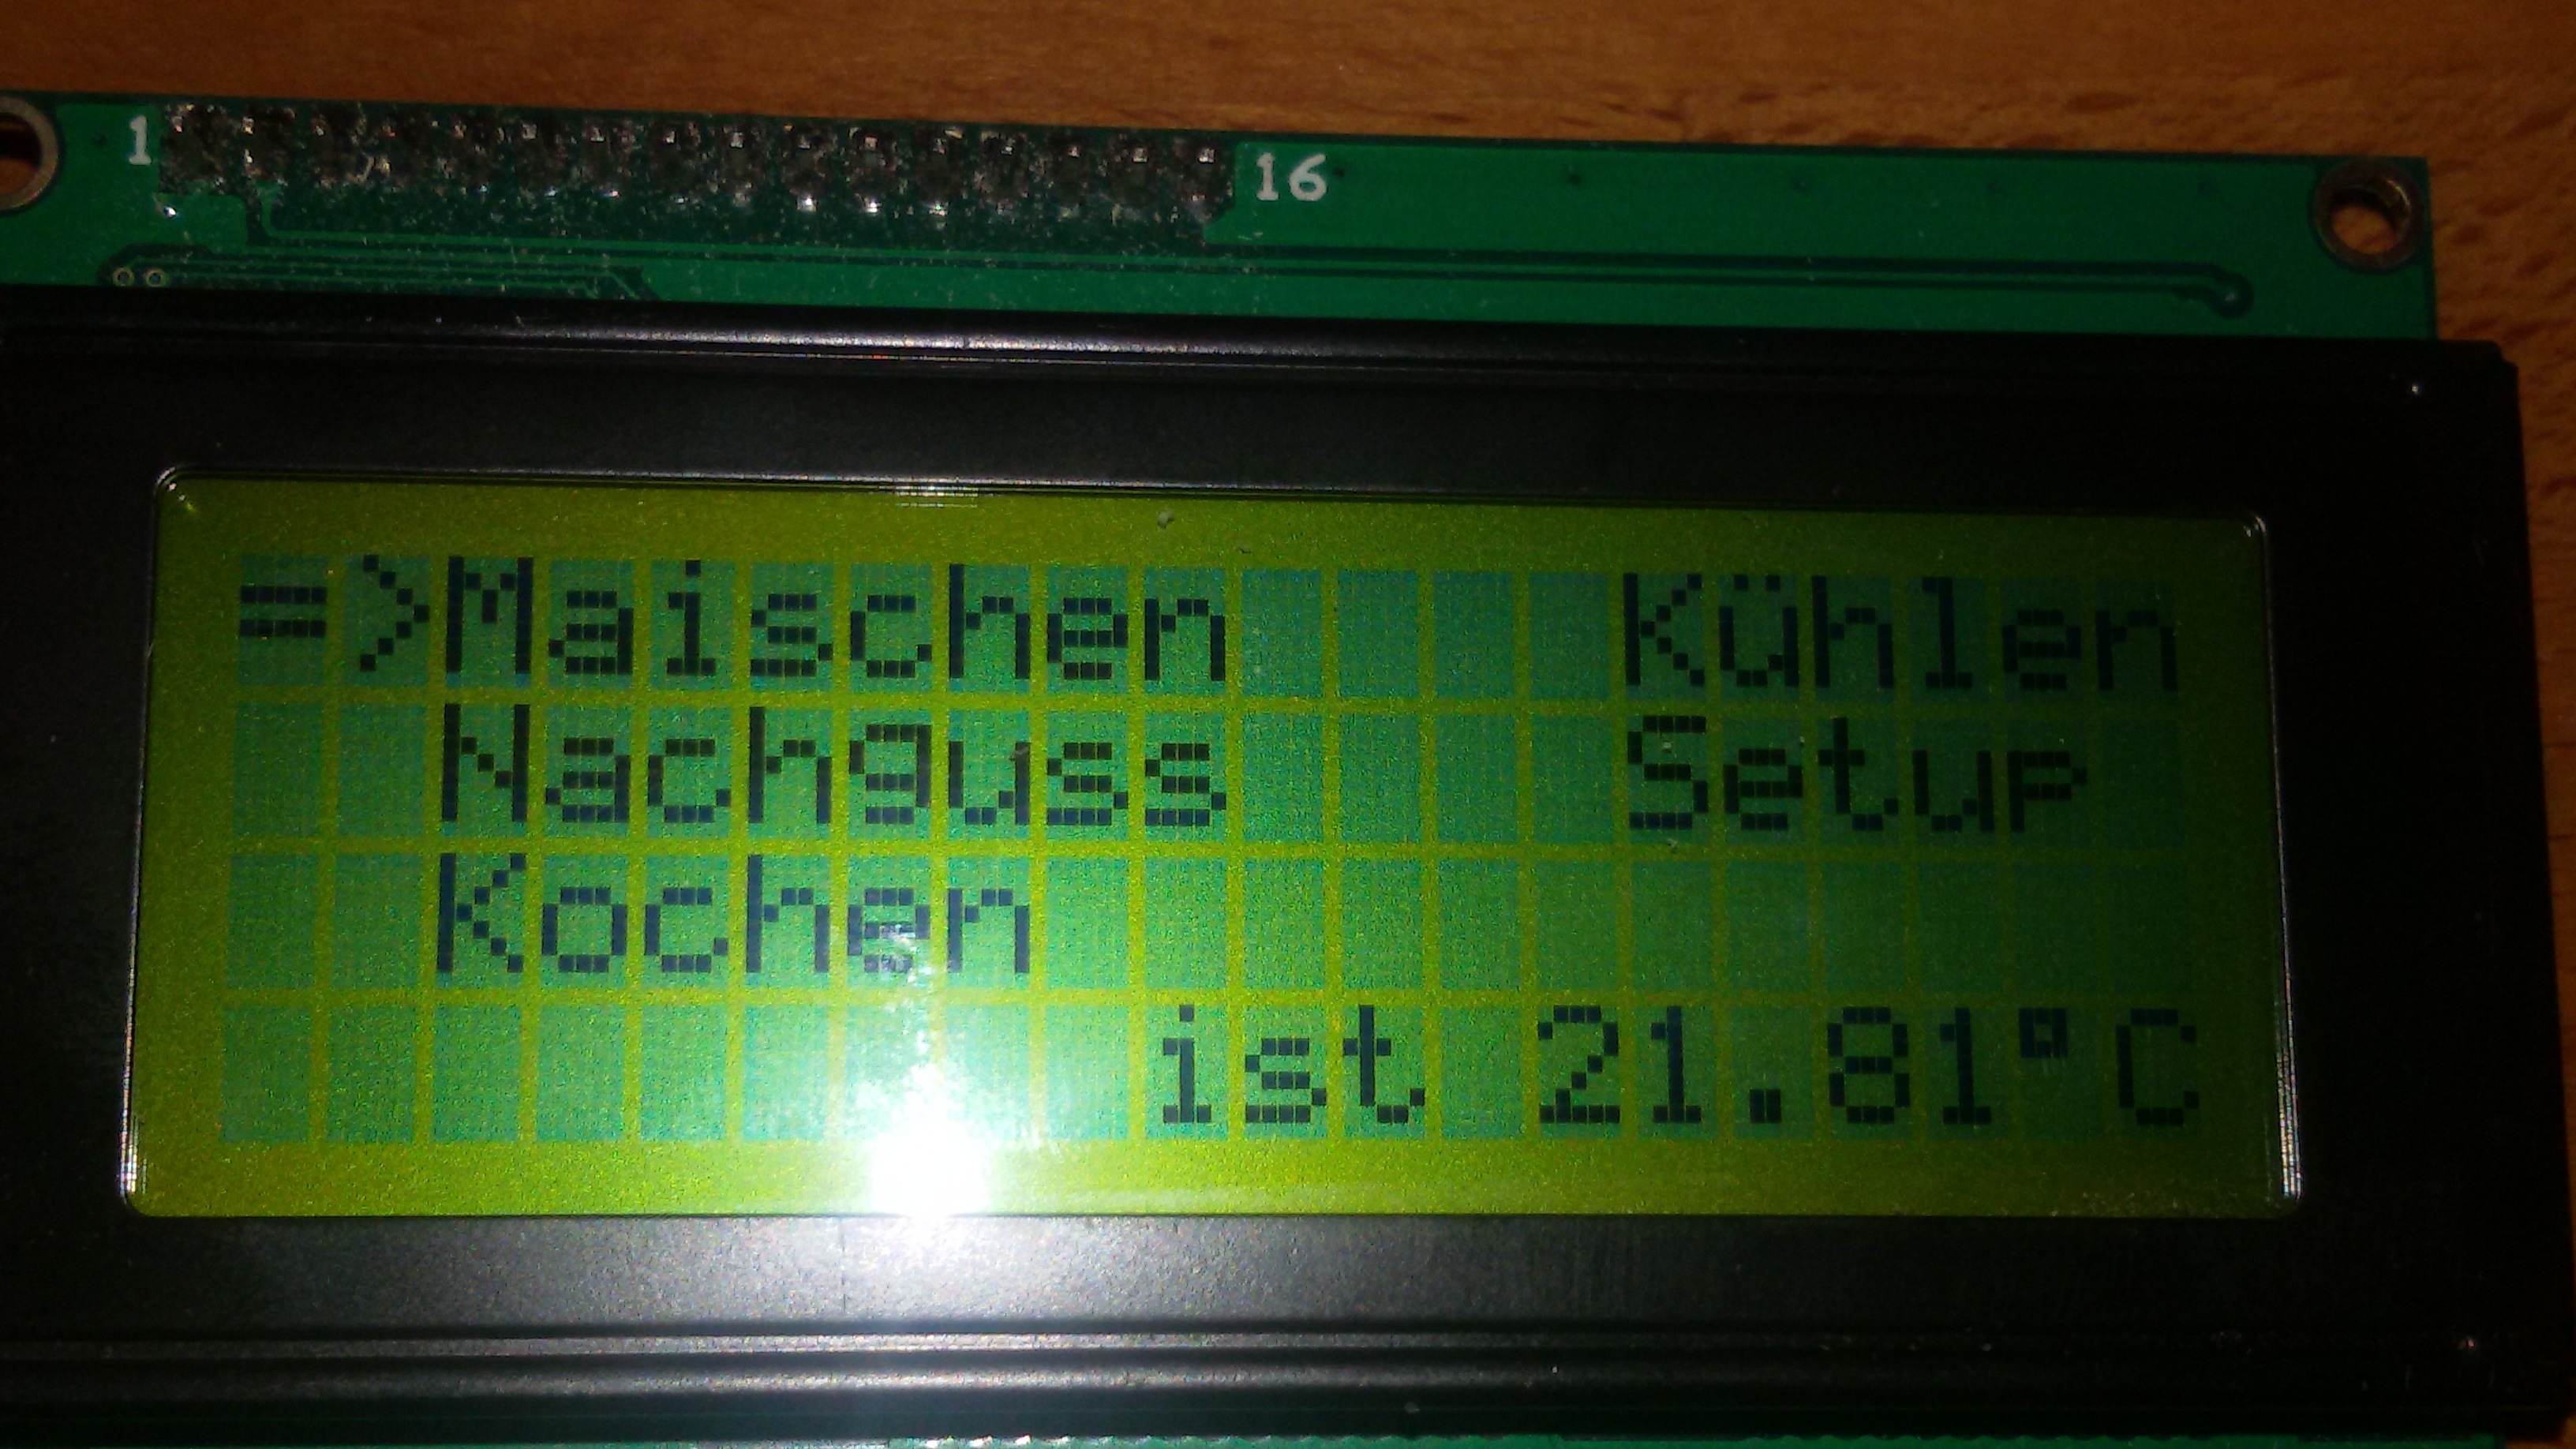 1 16
=>Maischen Kühlen
Nachguss Setup
Kochen
ist 21.81°C